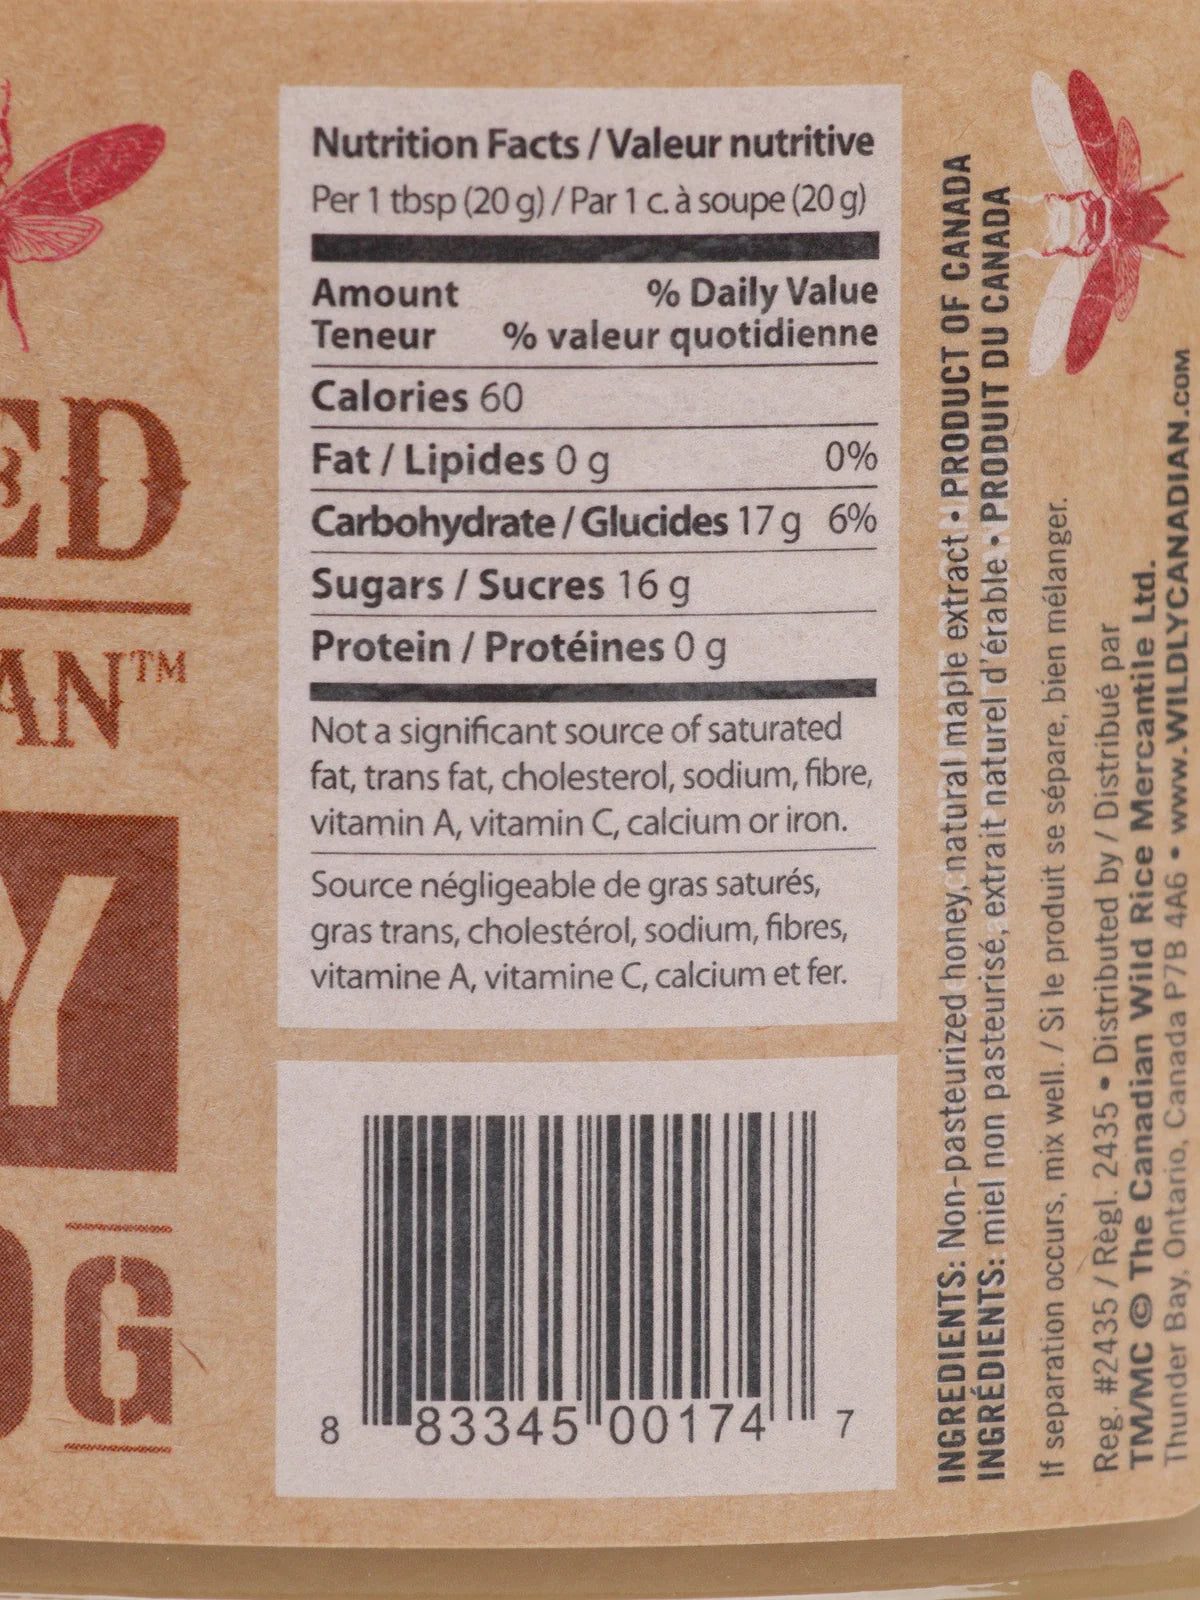 ED
AN™
Y
OG
Nutrition Facts / Valeur nutritive
Per 1 tbsp (20 g) / Par 1 c. à soupe (20 g)
Amount % Daily Value
Teneur % valeur quotidienne
Calories 60
Fat / Lipides 0 g 0%
Carbohydrate / Glucides 17 g 6%
Sugars / Sucres 16 g
Protein / Protéines 0 g
Not a significant source of saturated
fat, trans fat, cholesterol, sodium, fibre,
vitamin A, vitamin C, calcium or iron.
Source négligeable de gras saturés,
gras trans, cholestérol, sodium, fibres,
vitamine A, vitamine C, calcium et fer.
8 83345 00174 7
INGREDIENTS: Non-pasteurized honey, natural maple extract • PRODUCT OF CANADA
INGRÉDIENTS: miel non pasteurisé, extrait naturel d'érable • PRODUIT DU CANADA
If separation occurs, mix well. / Si le produit se sépare, bien mélanger.
Reg. #2435 / Règl. 2435 • Distributed by / Distribué par
TM/MC © The Canadian Wild Rice Mercantile Ltd.
Thunder Bay, Ontario, Canada P7B 4A6 • www.WILDLYCANADIAN.COM